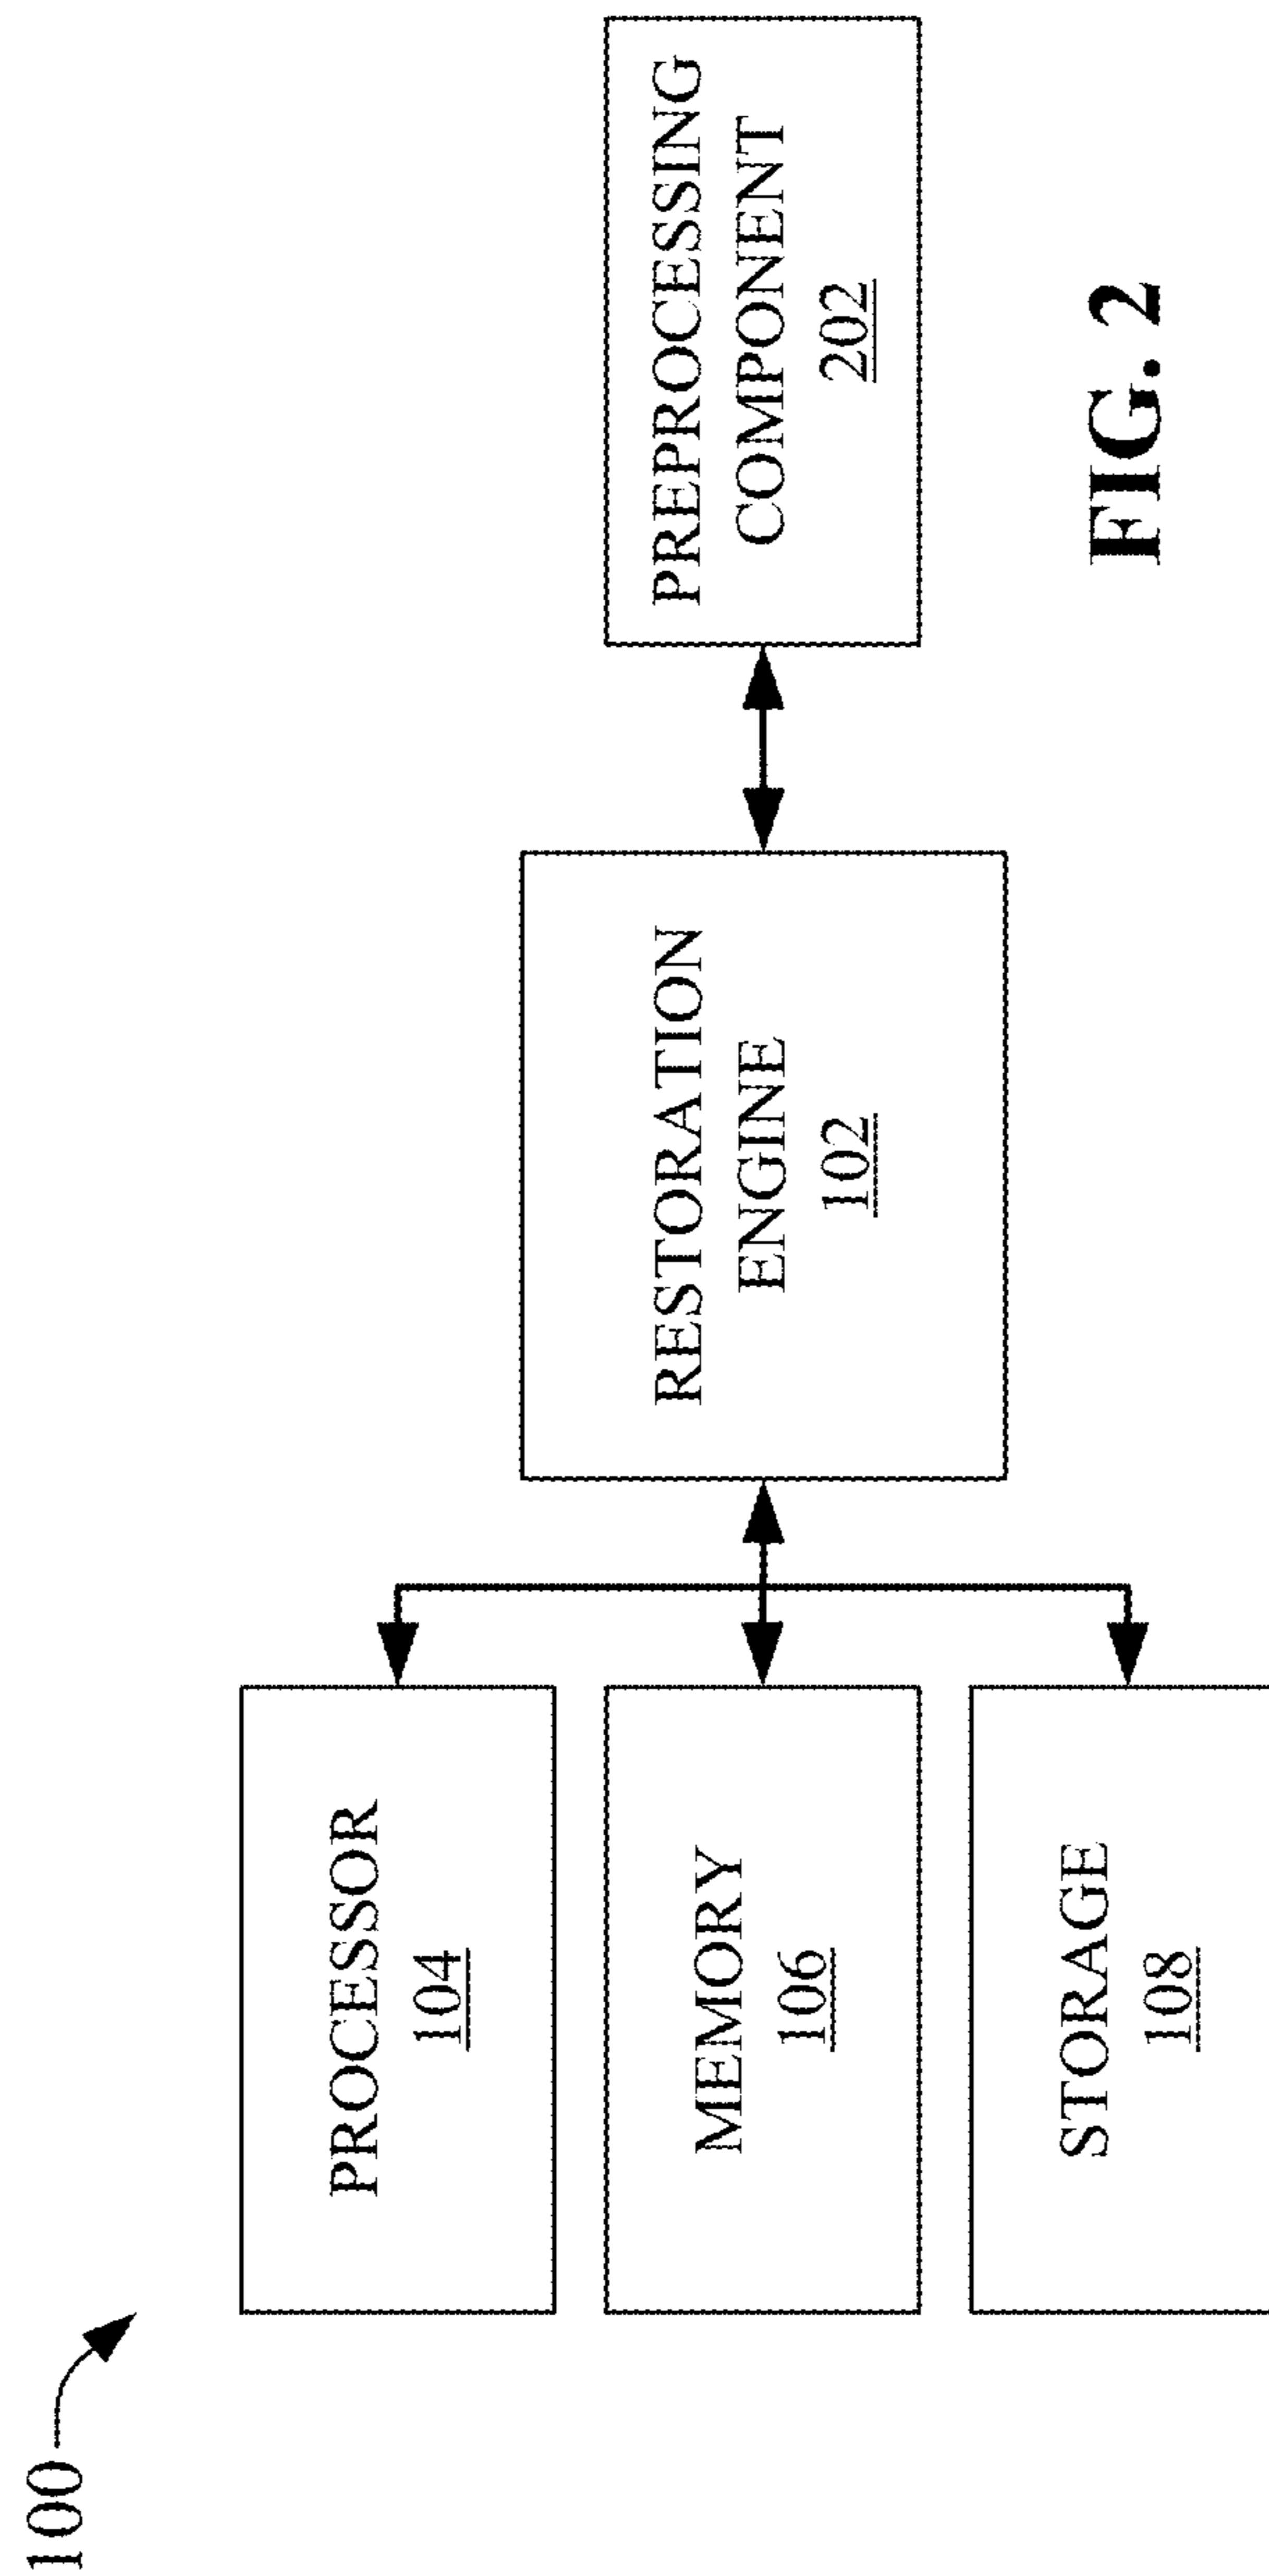 100
PROCESSOR
104
MEMORY
106
STORAGE
108
RESTORATION
ENGINE
102
PREPROCESSING
COMPONENT
202
FIG. 2